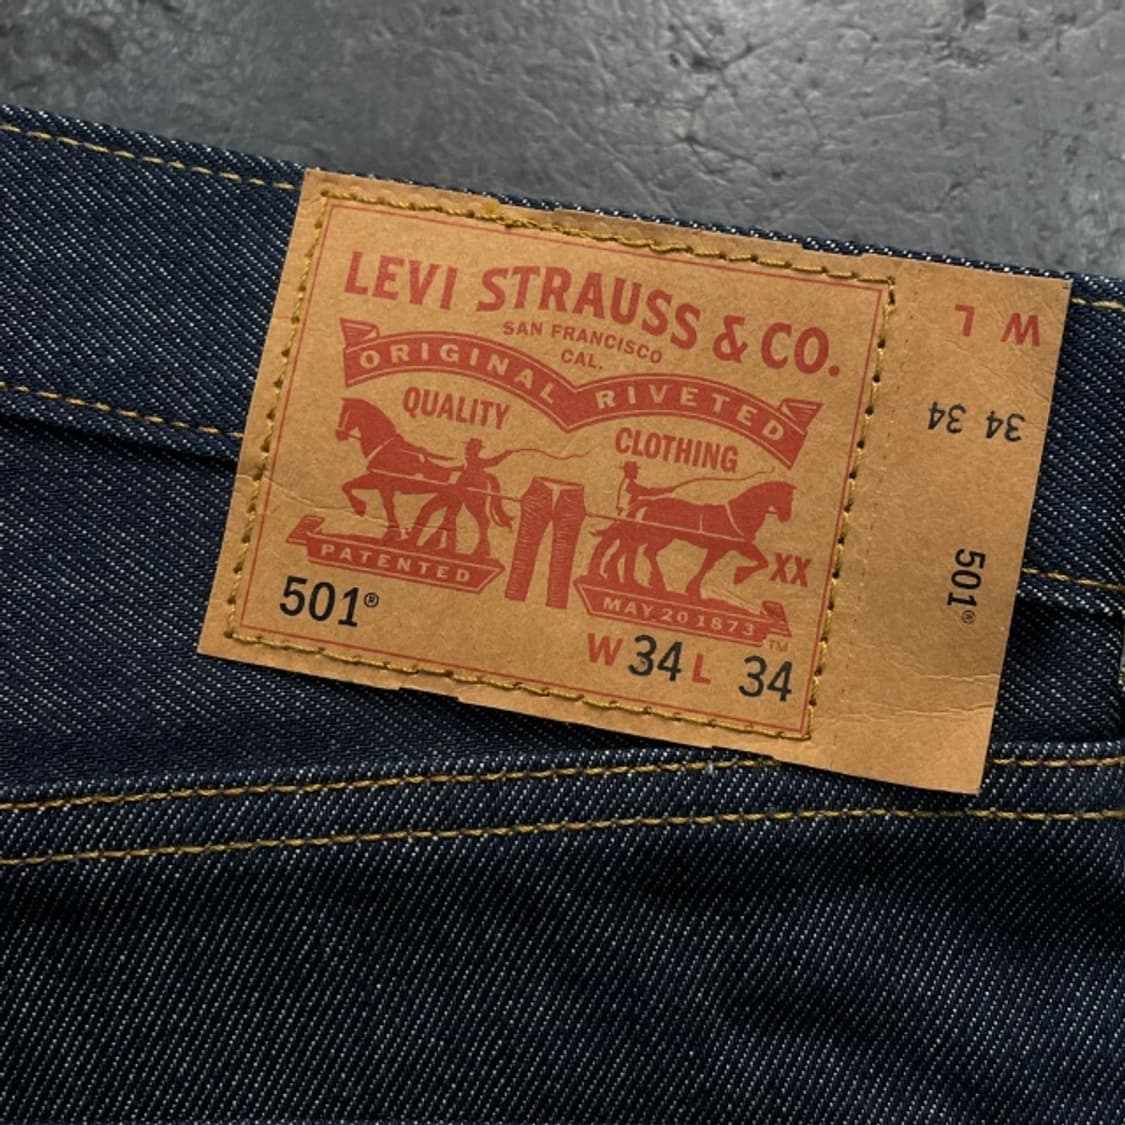 LEVI STRAUSS & CO.
SAN FRANCISCO
CAL.
ORIGINAL RIVETED
QUALITY
CLOTHING
XX
PATENTED
MAY 20 1873
TM
501®
W 34 L 34
W L
34 34
501®